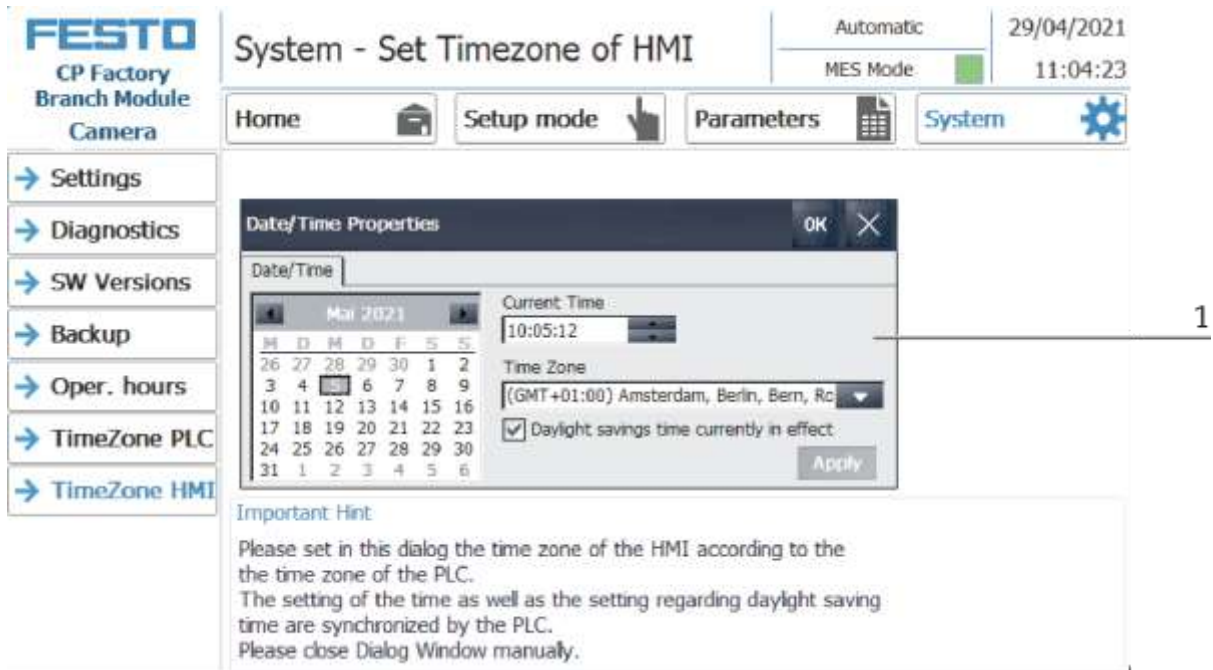 FESTO
CP Factory
Branch Module
Camera
System - Set Timezone of HMI
Automatic
MES Mode
29/04/2021
11:04:23
Home
Setup mode
Parameters
System
Settings
Diagnostics
SW Versions
Backup
Oper. hours
TimeZone PLC
TimeZone HMI
Date/Time Properties
OK
Date/Time
Mai 2021
M D M D F S S
26 27 28 29 30 1 2
3 4 5 6 7 8 9
10 11 12 13 14 15 16
17 18 19 20 21 22 23
24 25 26 27 28 29 30
31 1 2 3 4 5 6
Current Time
10:05:12
Time Zone
(GMT+01:00) Amsterdam, Berlin, Bern, Rc
Daylight savings time currently in effect
Apply
1
Important Hint
Please set in this dialog the time zone of the HMI according to the
the time zone of the PLC.
The setting of the time as well as the setting regarding daylight saving
time are synchronized by the PLC.
Please close Dialog Window manually.